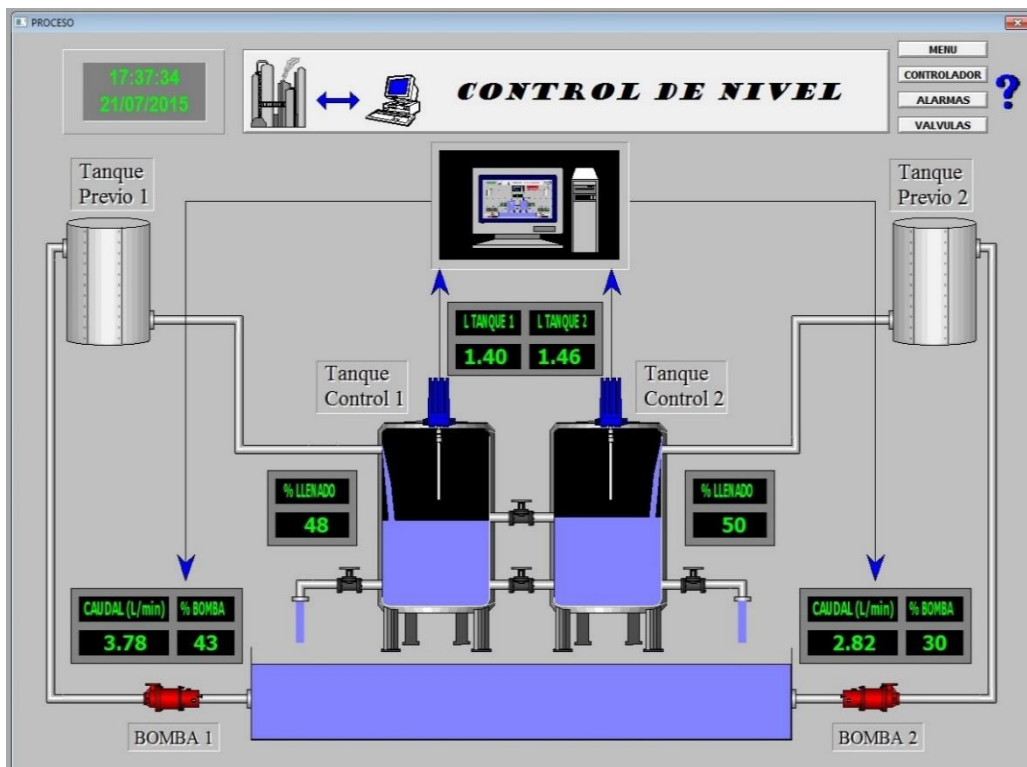 PROCESO
17:37:34
21/07/2015
CONTROL DE NIVEL
MENU
CONTROLADOR
ALARMAS
VALVULAS
?
Tanque
Previo 1
Tanque
Previo 2
L TANQUE 1
L TANQUE 2
1.40
1.46
Tanque
Control 1
Tanque
Control 2
% LLENADO
48
% LLENADO
50
CAUDAL (L/min)
% BOMBA
3.78
43
CAUDAL (L/min)
% BOMBA
2.82
30
BOMBA 1
BOMBA 2